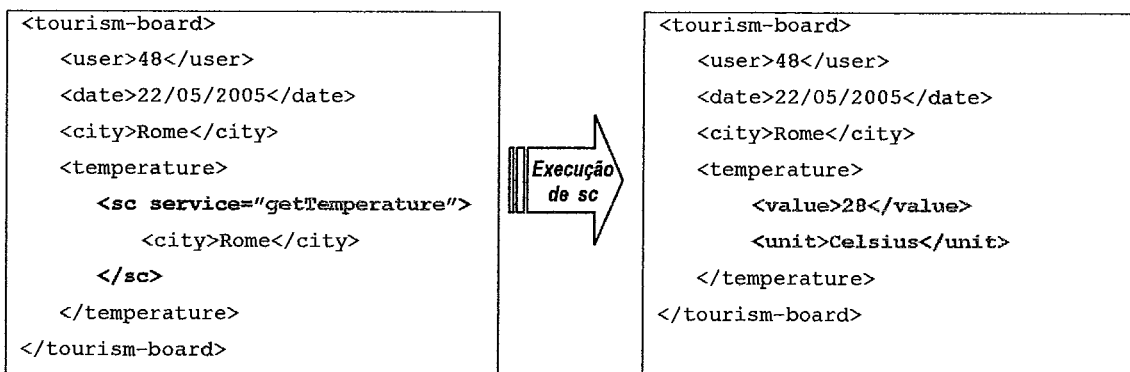 <tourism-board>
<user>48</user>
<date>22/05/2005</date>
<city>Rome</city>
<temperature>
<sc service="getTemperature">
<city>Rome</city>
</sc>
</temperature>
</tourism-board>
Execução
de sc
<tourism-board>
<user>48</user>
<date>22/05/2005</date>
<city>Rome</city>
<temperature>
<value>28</value>
<unit>Celsius</unit>
</temperature>
</tourism-board>